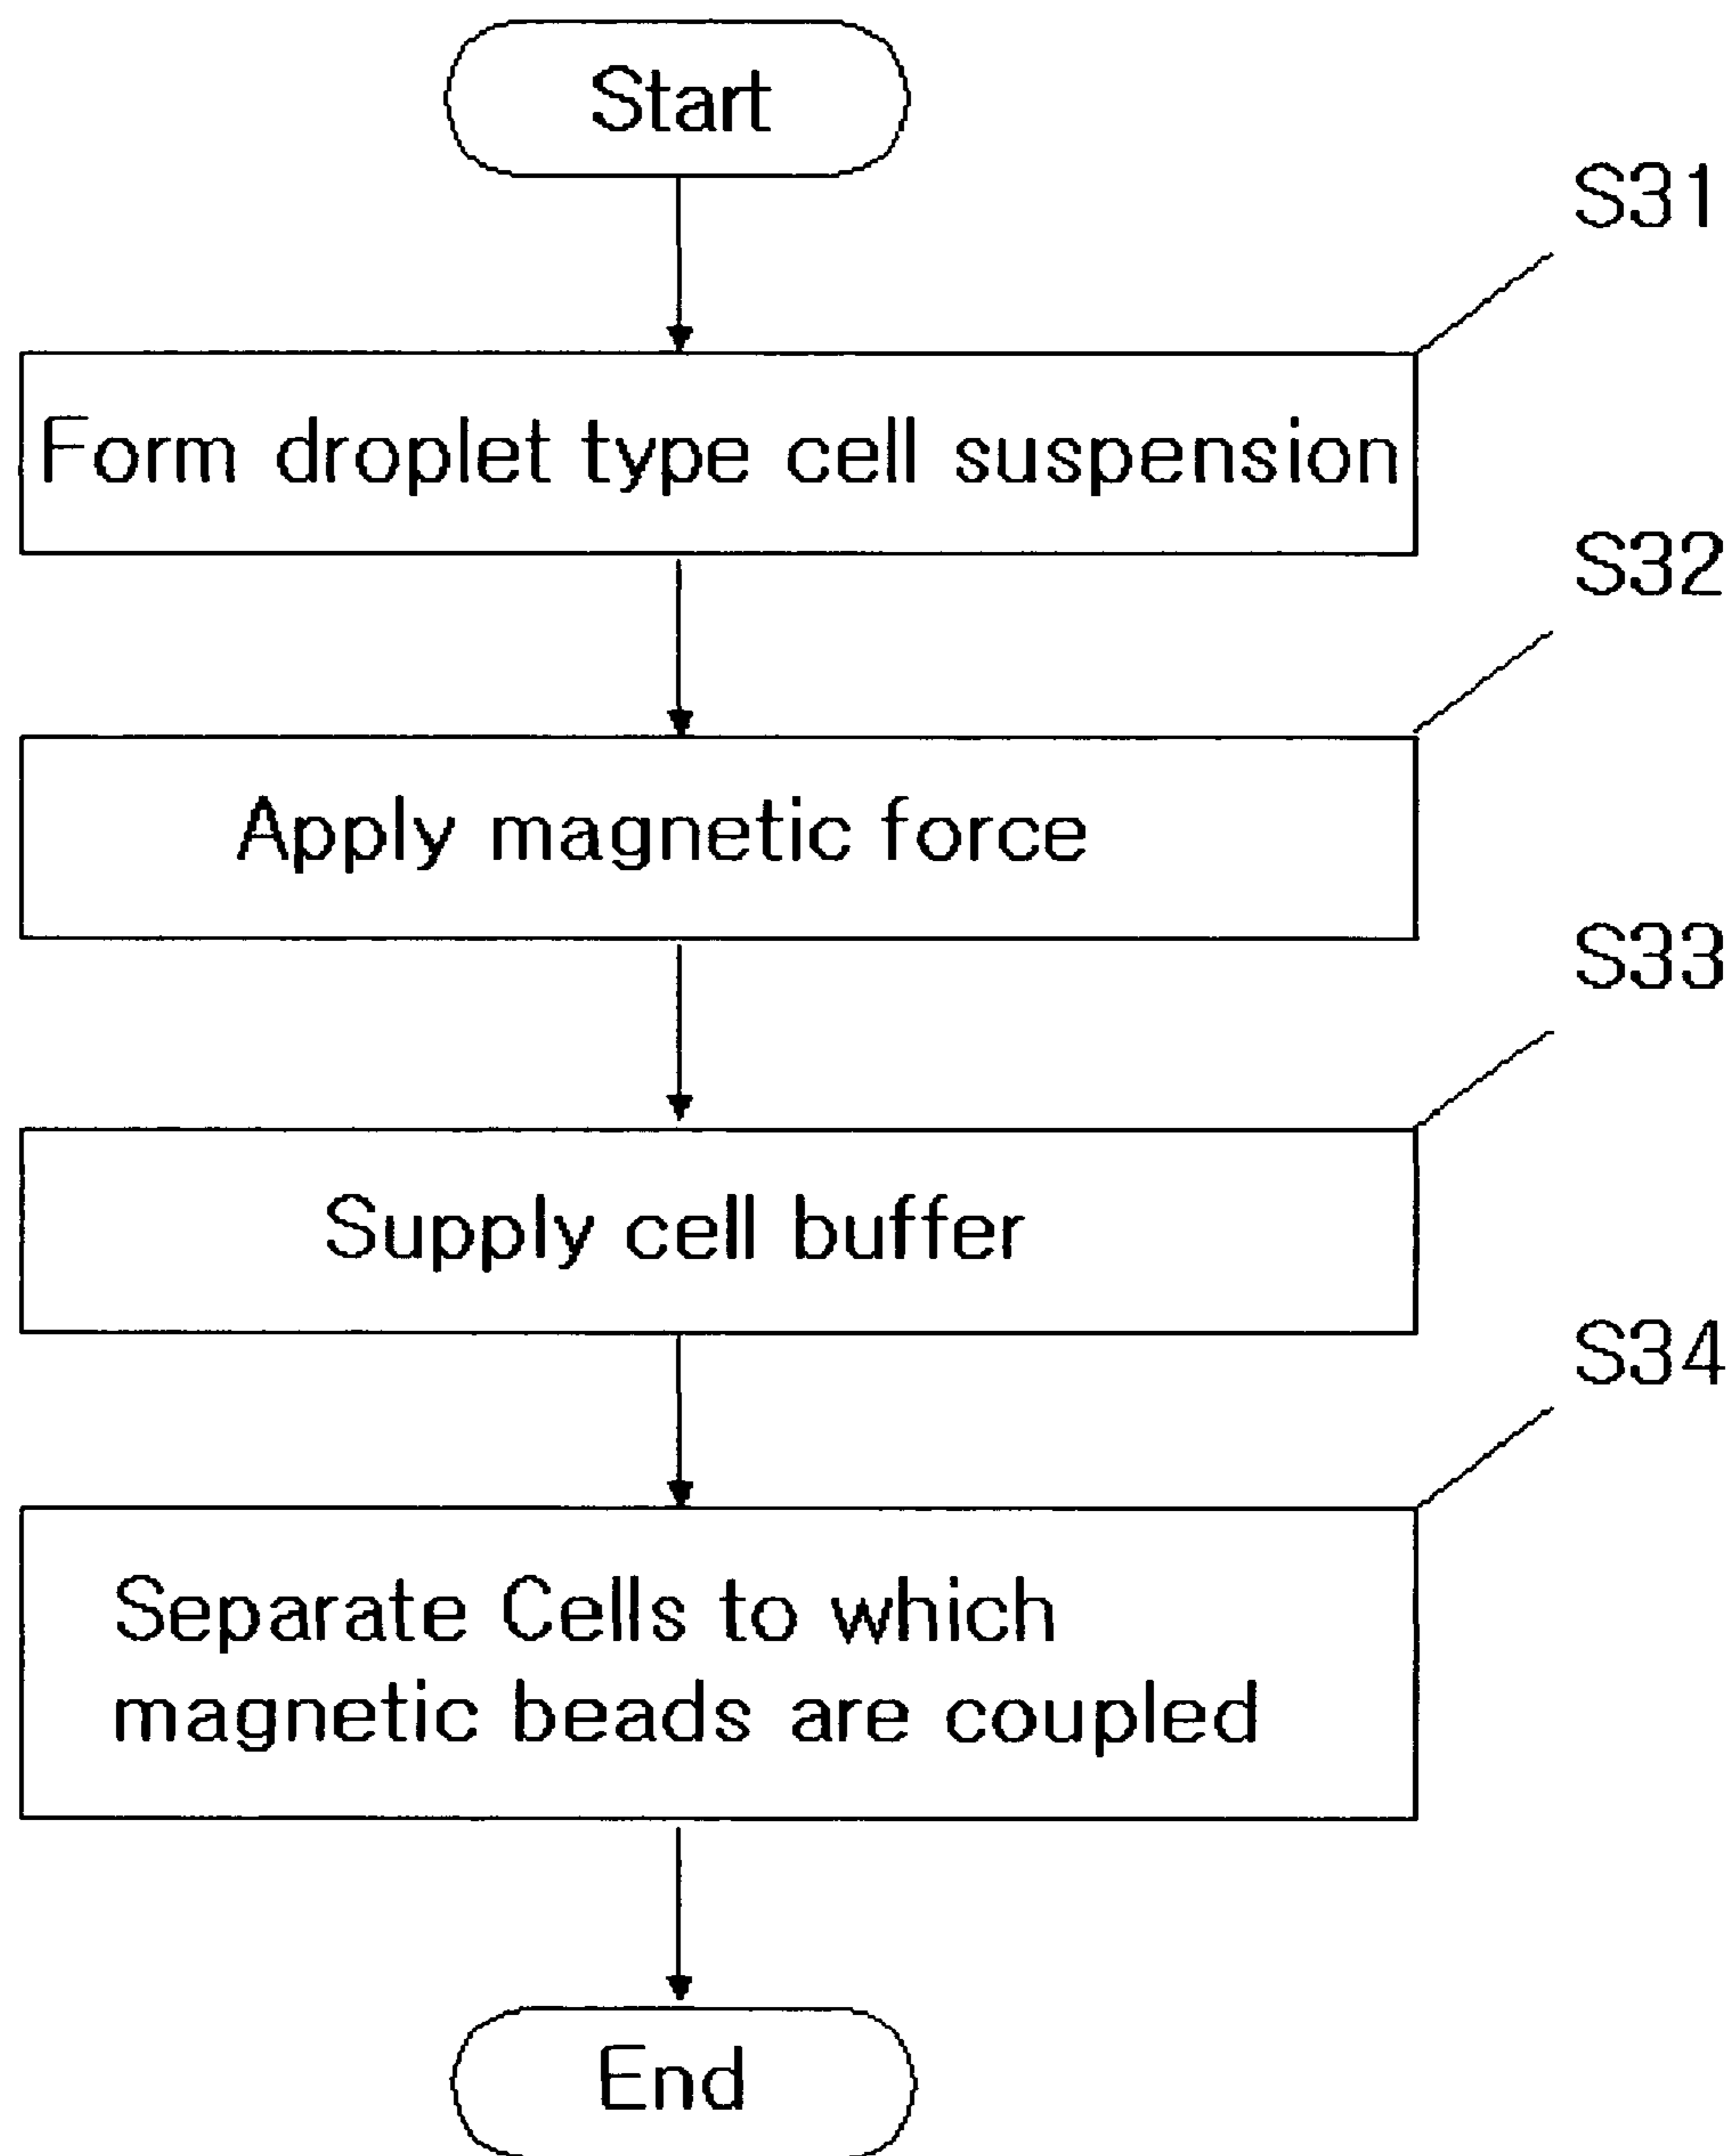 Start
S31
Form droplet type cell suspension
S32
Apply magnetic force
S33
Supply cell buffer
S34
Separate Cells to which
magnetic beads are coupled
End